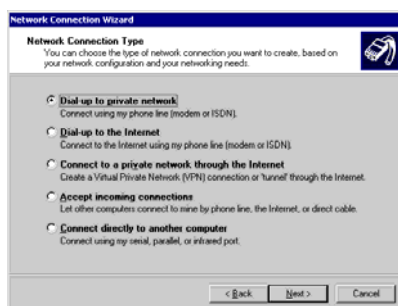 Network Connection Wizard
Network Connection Type
You can choose the type of network connection you want to create, based on
your network configuration and your networking needs.
Dial-up to private network
Connect using my phone line (modem or ISDN).
Dial-up to the Internet
Connect to the Internet using my phone line (modem or ISDN).
Connect to a private network through the Internet
Create a Virtual Private Network (VPN) connection or 'tunnel' through the Internet.
Accept incoming connections
Let other computers connect to mine by phone line, the Internet, or direct cable.
Connect directly to another computer
Connect using my serial, parallel, or infrared port.
< Back Next > Cancel